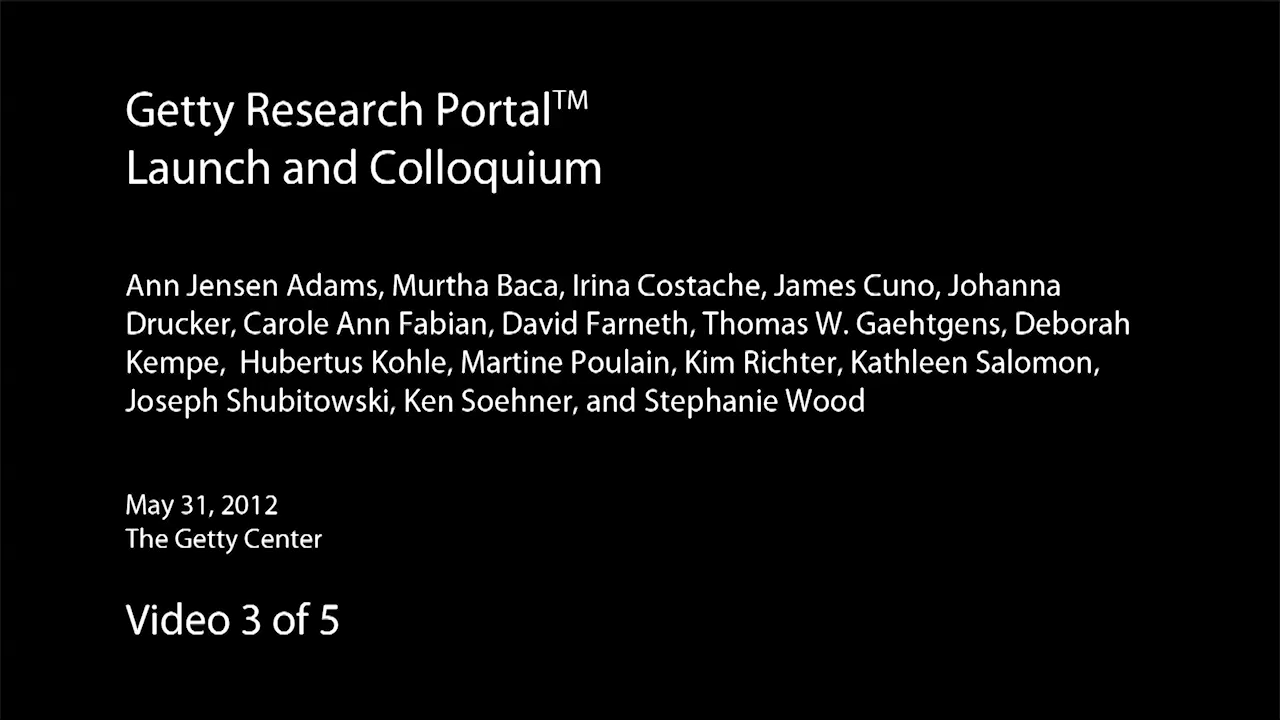 Getty Research Portal™
Launch and Colloquium
Ann Jensen Adams, Murtha Baca, Irina Costache, James Cuno, Johanna
Drucker, Carole Ann Fabian, David Farneth, Thomas W. Gaehtgens, Deborah
Kempe,  Hubertus Kohle, Martine Poulain, Kim Richter, Kathleen Salomon,
Joseph Shubitowski, Ken Soehner, and Stephanie Wood
May 31, 2012
The Getty Center
Video 3 of 5